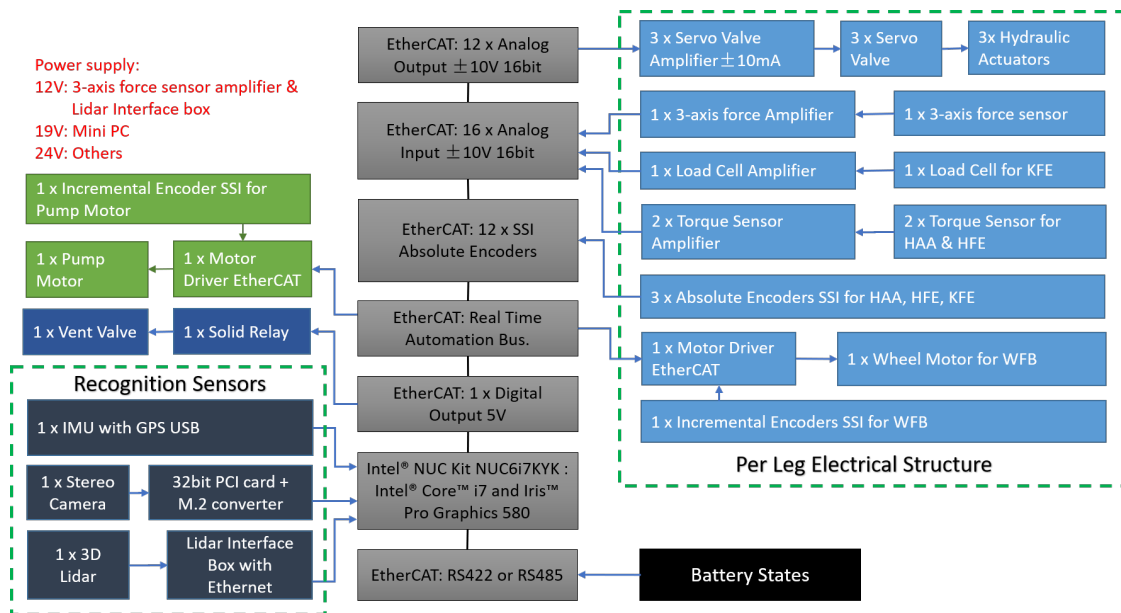 Power supply:
12V: 3-axis force sensor amplifier &
Lidar Interface box
19V: Mini PC
24V: Others
1 x Incremental Encoder SSI for
Pump Motor
1 x Pump
Motor
1 x Motor
Driver EtherCAT
1 x Vent Valve
1 x Solid Relay
Recognition Sensors
1 x IMU with GPS USB
1 x Stereo
Camera
32bit PCI card +
M.2 converter
1 x 3D
Lidar
Lidar Interface
Box with
Ethernet
EtherCAT: 12 x Analog
Output ±10V 16bit
EtherCAT: 16 x Analog
Input ±10V 16bit
EtherCAT: 12 x SSI
Absolute Encoders
EtherCAT: Real Time
Automation Bus.
EtherCAT: 1 x Digital
Output 5V
Intel® NUC Kit NUC6i7KYK :
Intel® Core™ i7 and Iris™
Pro Graphics 580
EtherCAT: RS422 or RS485
3 x Servo Valve
Amplifier±10mA
3 x Servo
Valve
3x Hydraulic
Actuators
1 x 3-axis force Amplifier
1 x 3-axis force sensor
1 x Load Cell Amplifier
1 x Load Cell for KFE
2 x Torque Sensor
Amplifier
2 x Torque Sensor for
HAA & HFE
3 x Absolute Encoders SSI for HAA, HFE, KFE
1 x Motor Driver
EtherCAT
1 x Wheel Motor for WFB
1 x Incremental Encoders SSI for WFB
Per Leg Electrical Structure
Battery States